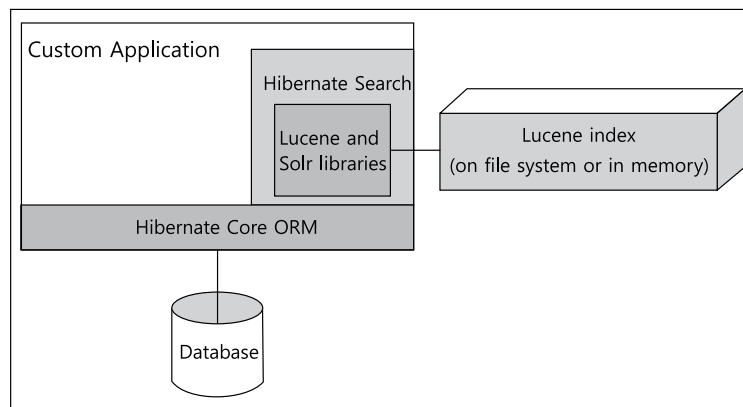 Custom Application
Hibernate Search
Lucene and
Solr libraries
Lucene index
(on file system or in memory)
Hibernate Core ORM
Database